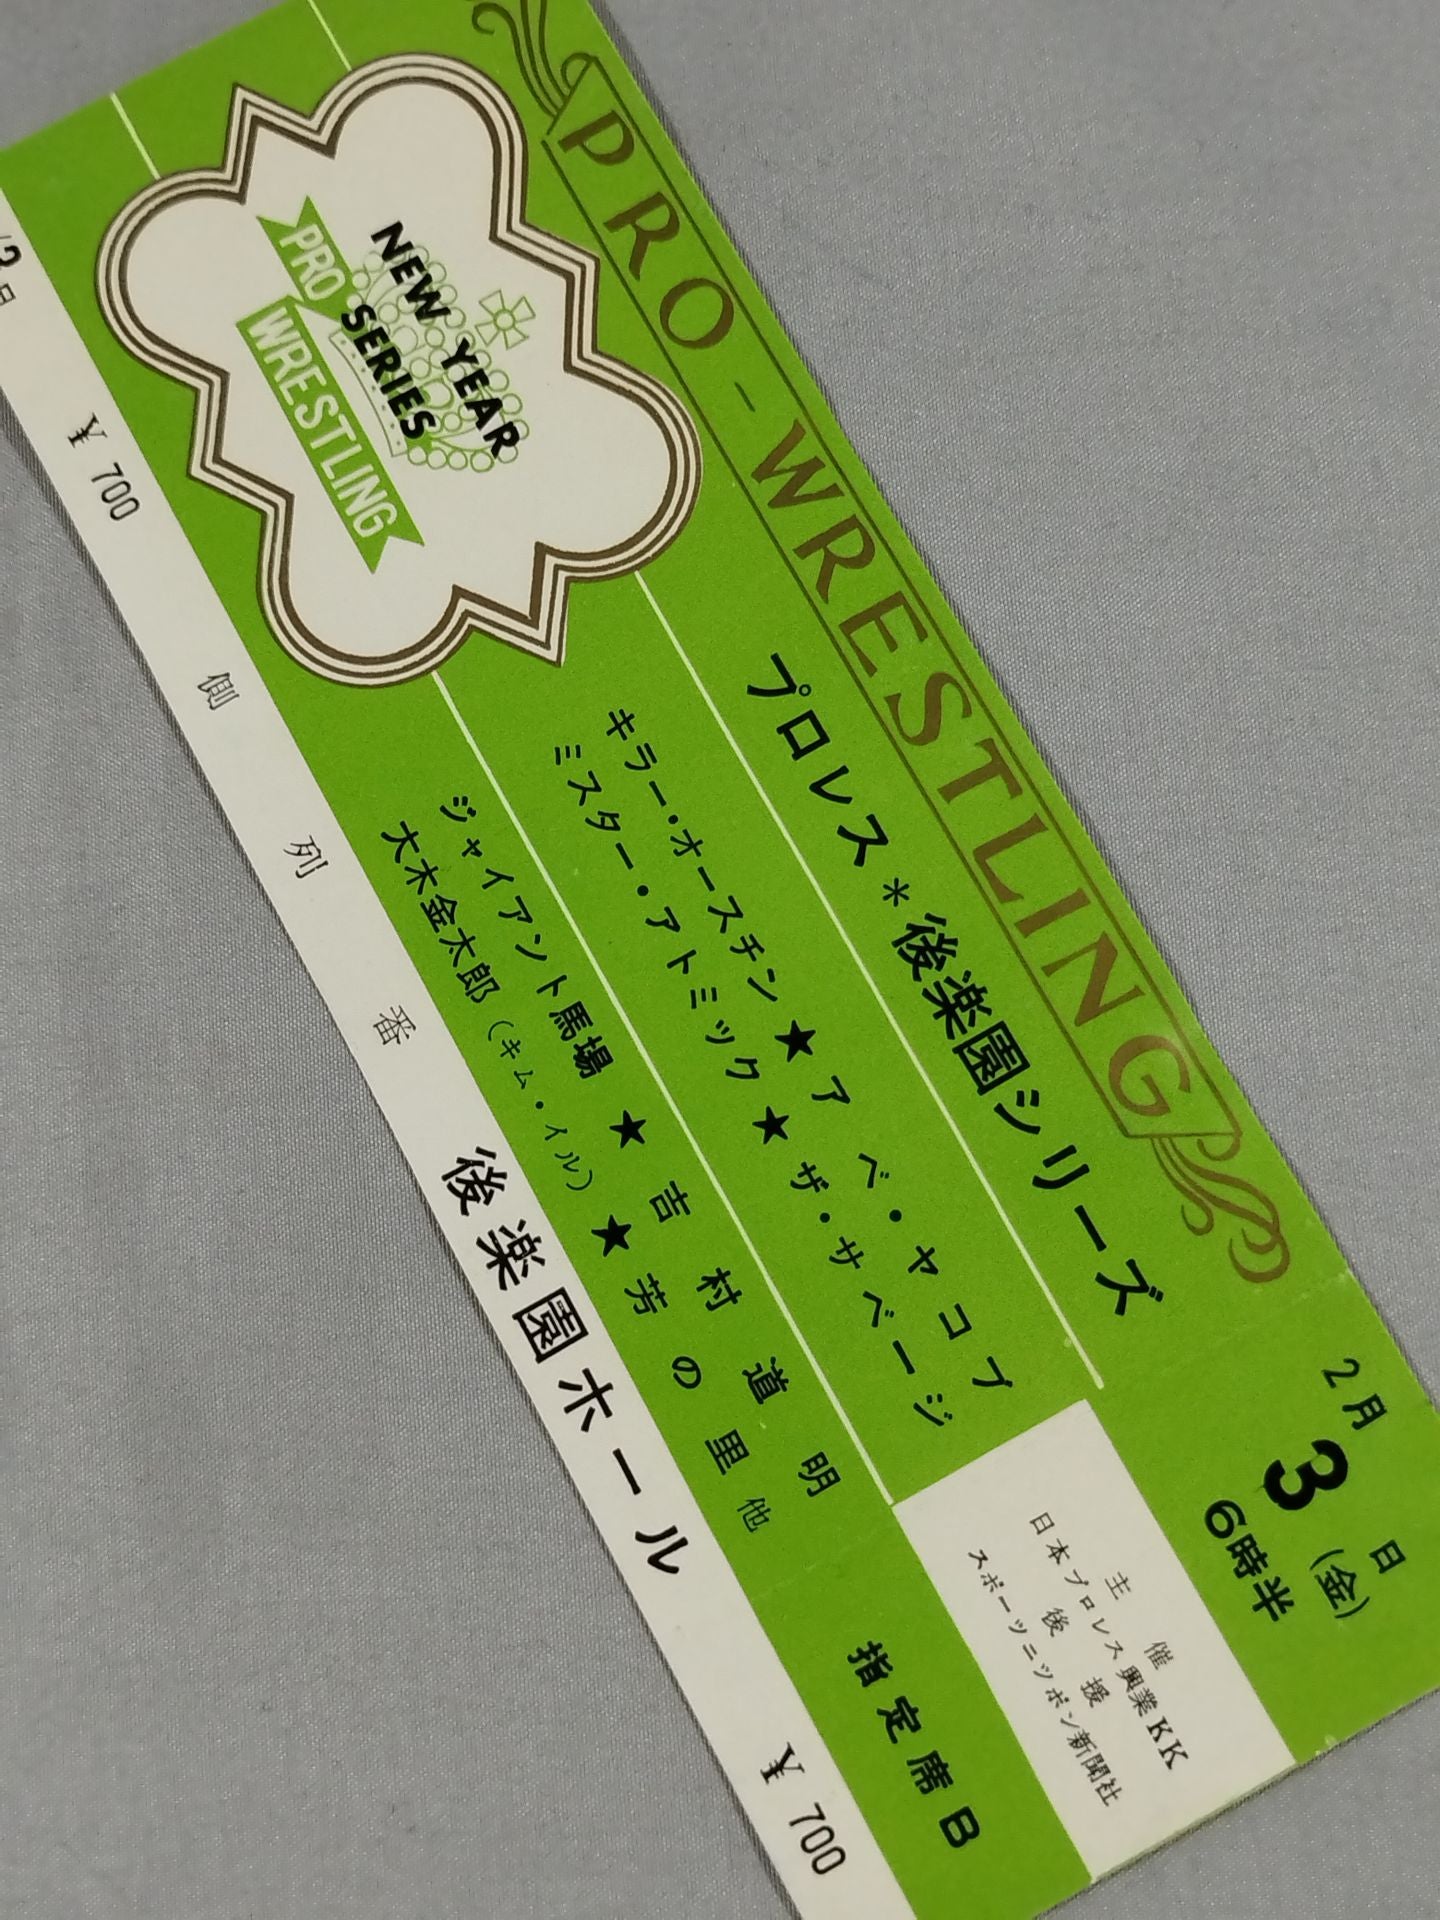 PRO-WRESTLING
NEW YEAR
SERIES
PRO
WRESTLING
プロレス*後楽園シリーズ
キラー・オースチン★アベ・ヤコブ
ミスター・アトミック★ザ・サベージ
ジャイアント馬場★吉村道明
大木金太郎(キム・イル)★芳の里他
2月
3日
(金)
6時半
主催
日本プロレス興業KK
後援
スポーツニツポン新聞社
指定席B
¥700
側列番
後楽園ホール
¥700